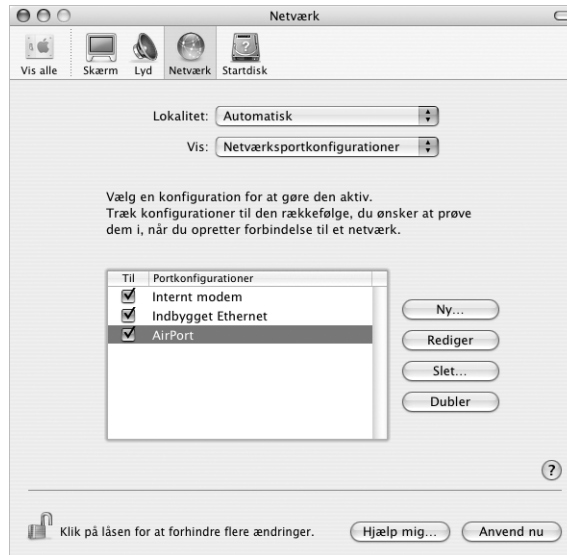 Netværk
Vis alle
Skærm
Lyd
Netværk
Startdisk
Lokalitet: Automatisk
Vis: Netværksportkonfigurationer
Vælg en konfiguration for at gøre den aktiv.
Træk konfigurationer til den rækkefølge, du ønsker at prøve
dem i, når du opretter forbindelse til et netværk.
Til Portkonfigurationer
Internt modem
Indbygget Ethernet
AirPort
Ny...
Rediger
Slet...
Dubler
?
Klik på låsen for at forhindre flere ændringer.
Hjælp mig...
Anvend nu